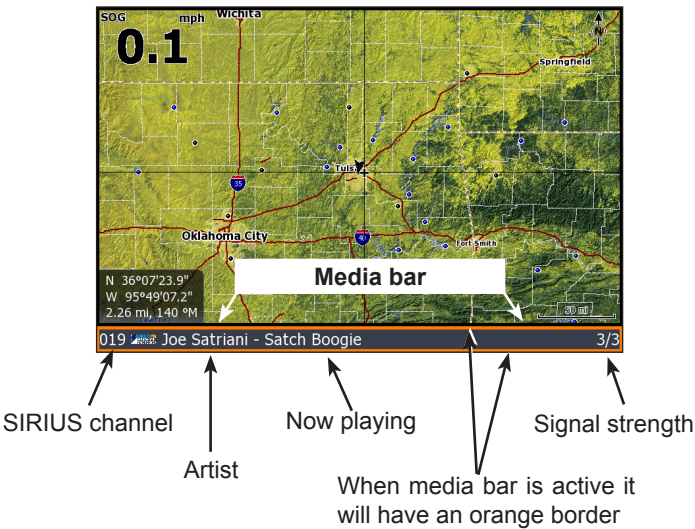 SOG mph Wichita
0.1
N
Springfield
Tulsa
35
Oklahoma City
40
Fort Smith
Media bar
N 36°07'23.9"
W 95°49'07.2"
2.26 mi, 140 °M
50 mi
019 Joe Satriani - Satch Boogie 3/3
SIRIUS channel
Now playing
Signal strength
Artist
When media bar is active it
will have an orange border